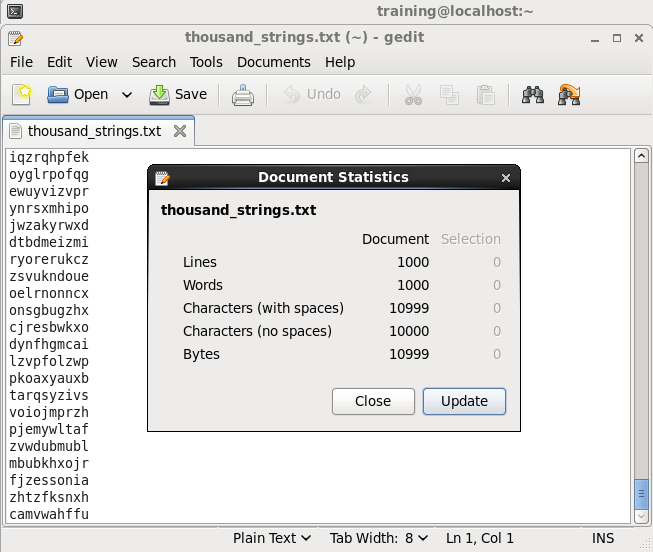 training@localhost:~
thousand_strings.txt (~) - gedit
File Edit View Search Tools Documents Help
Open Save Undo
thousand_strings.txt
iqzrqhpfek
oyglrpofqg
ewuyvizvpr
ynrsxmhipo
jwzakyrwxd
dtbdmeizmi
ryorerukcz
zsvukndoue
oelrnonncx
onsgbugzhx
cjresbwkxo
dynfhgmcai
lzvpfolzwp
pkoaxyauxb
tarqsyzivs
voiojmprzh
pjemywltaf
zvwdubmubl
mbubkhxojr
fjzessonia
zhtzfksnxh
camvwahffu
Document Statistics
thousand_strings.txt
Document Selection
Lines 1000 0
Words 1000 0
Characters (with spaces) 10999 0
Characters (no spaces) 10000 0
Bytes 10999 0
Close Update
Plain Text Tab Width: 8 Ln 1, Col 1 INS